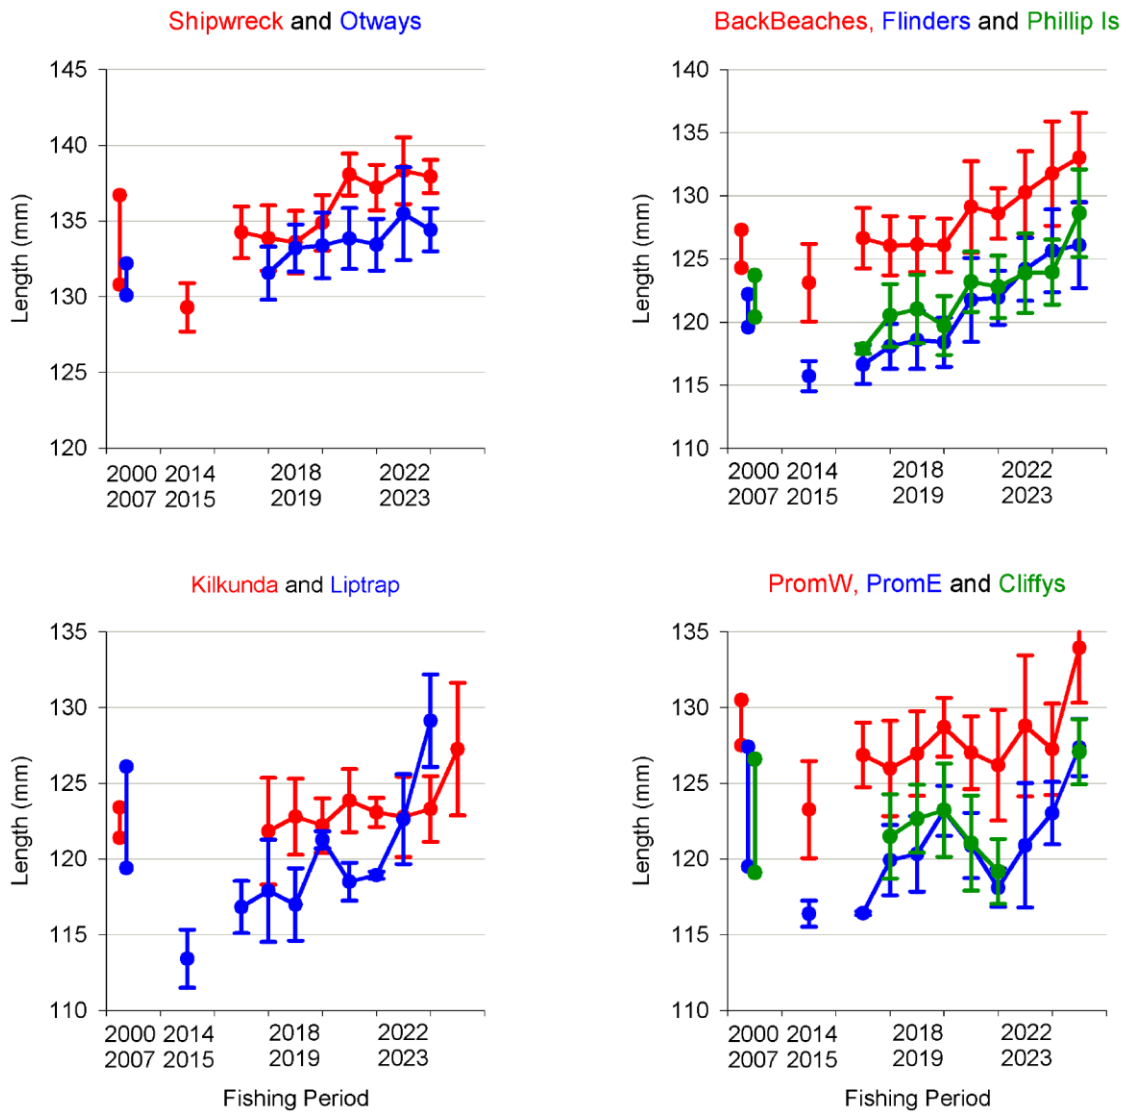 Shipwreck and Otways
145
140
135
130
125
120
Length (mm)
2000 2014 2018 2022
2007 2015 2019 2023
BackBeaches, Flinders and Phillip Is
140
135
130
125
120
115
110
Length (mm)
2000 2014 2018 2022
2007 2015 2019 2023
Kilkunda and Liptrap
135
130
125
120
115
110
Length (mm)
2000 2014 2018 2022
2007 2015 2019 2023
Fishing Period
PromW, PromE and Cliffys
135
130
125
120
115
110
Length (mm)
2000 2014 2018 2022
2007 2015 2019 2023
Fishing Period